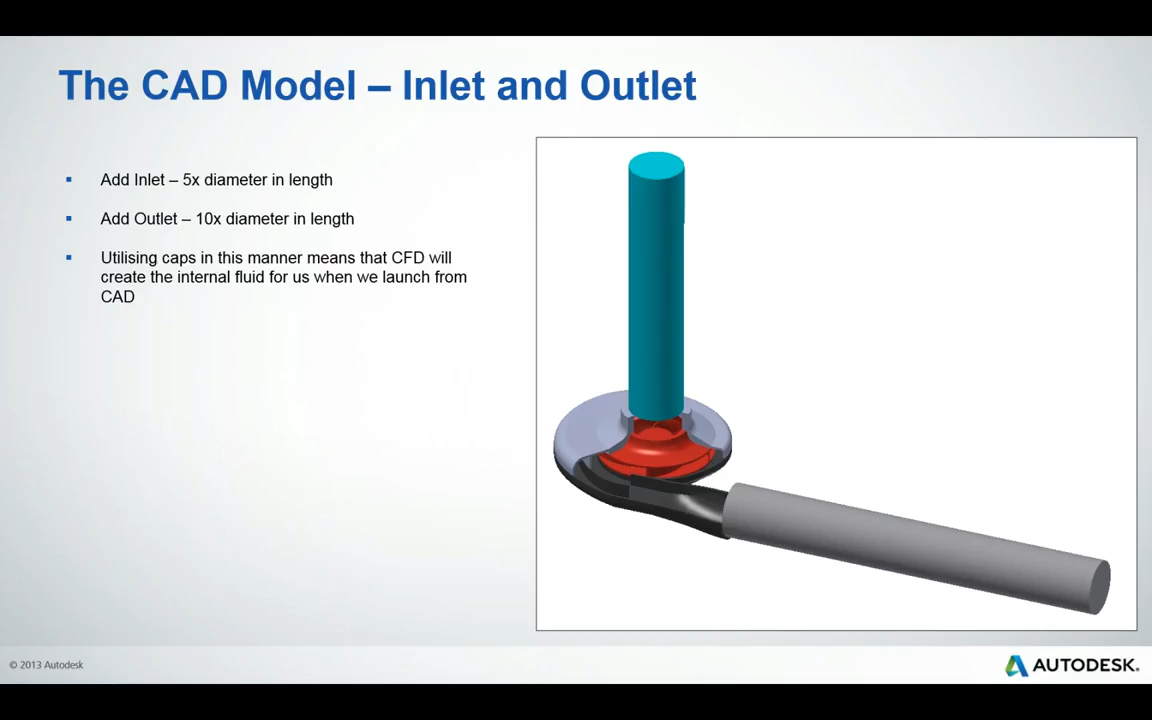 The CAD Model – Inlet and Outlet
▪ Add Inlet – 5x diameter in length
▪ Add Outlet – 10x diameter in length
▪ Utilising caps in this manner means that CFD will
create the internal fluid for us when we launch from
CAD
© 2013 Autodesk
AUTODESK.